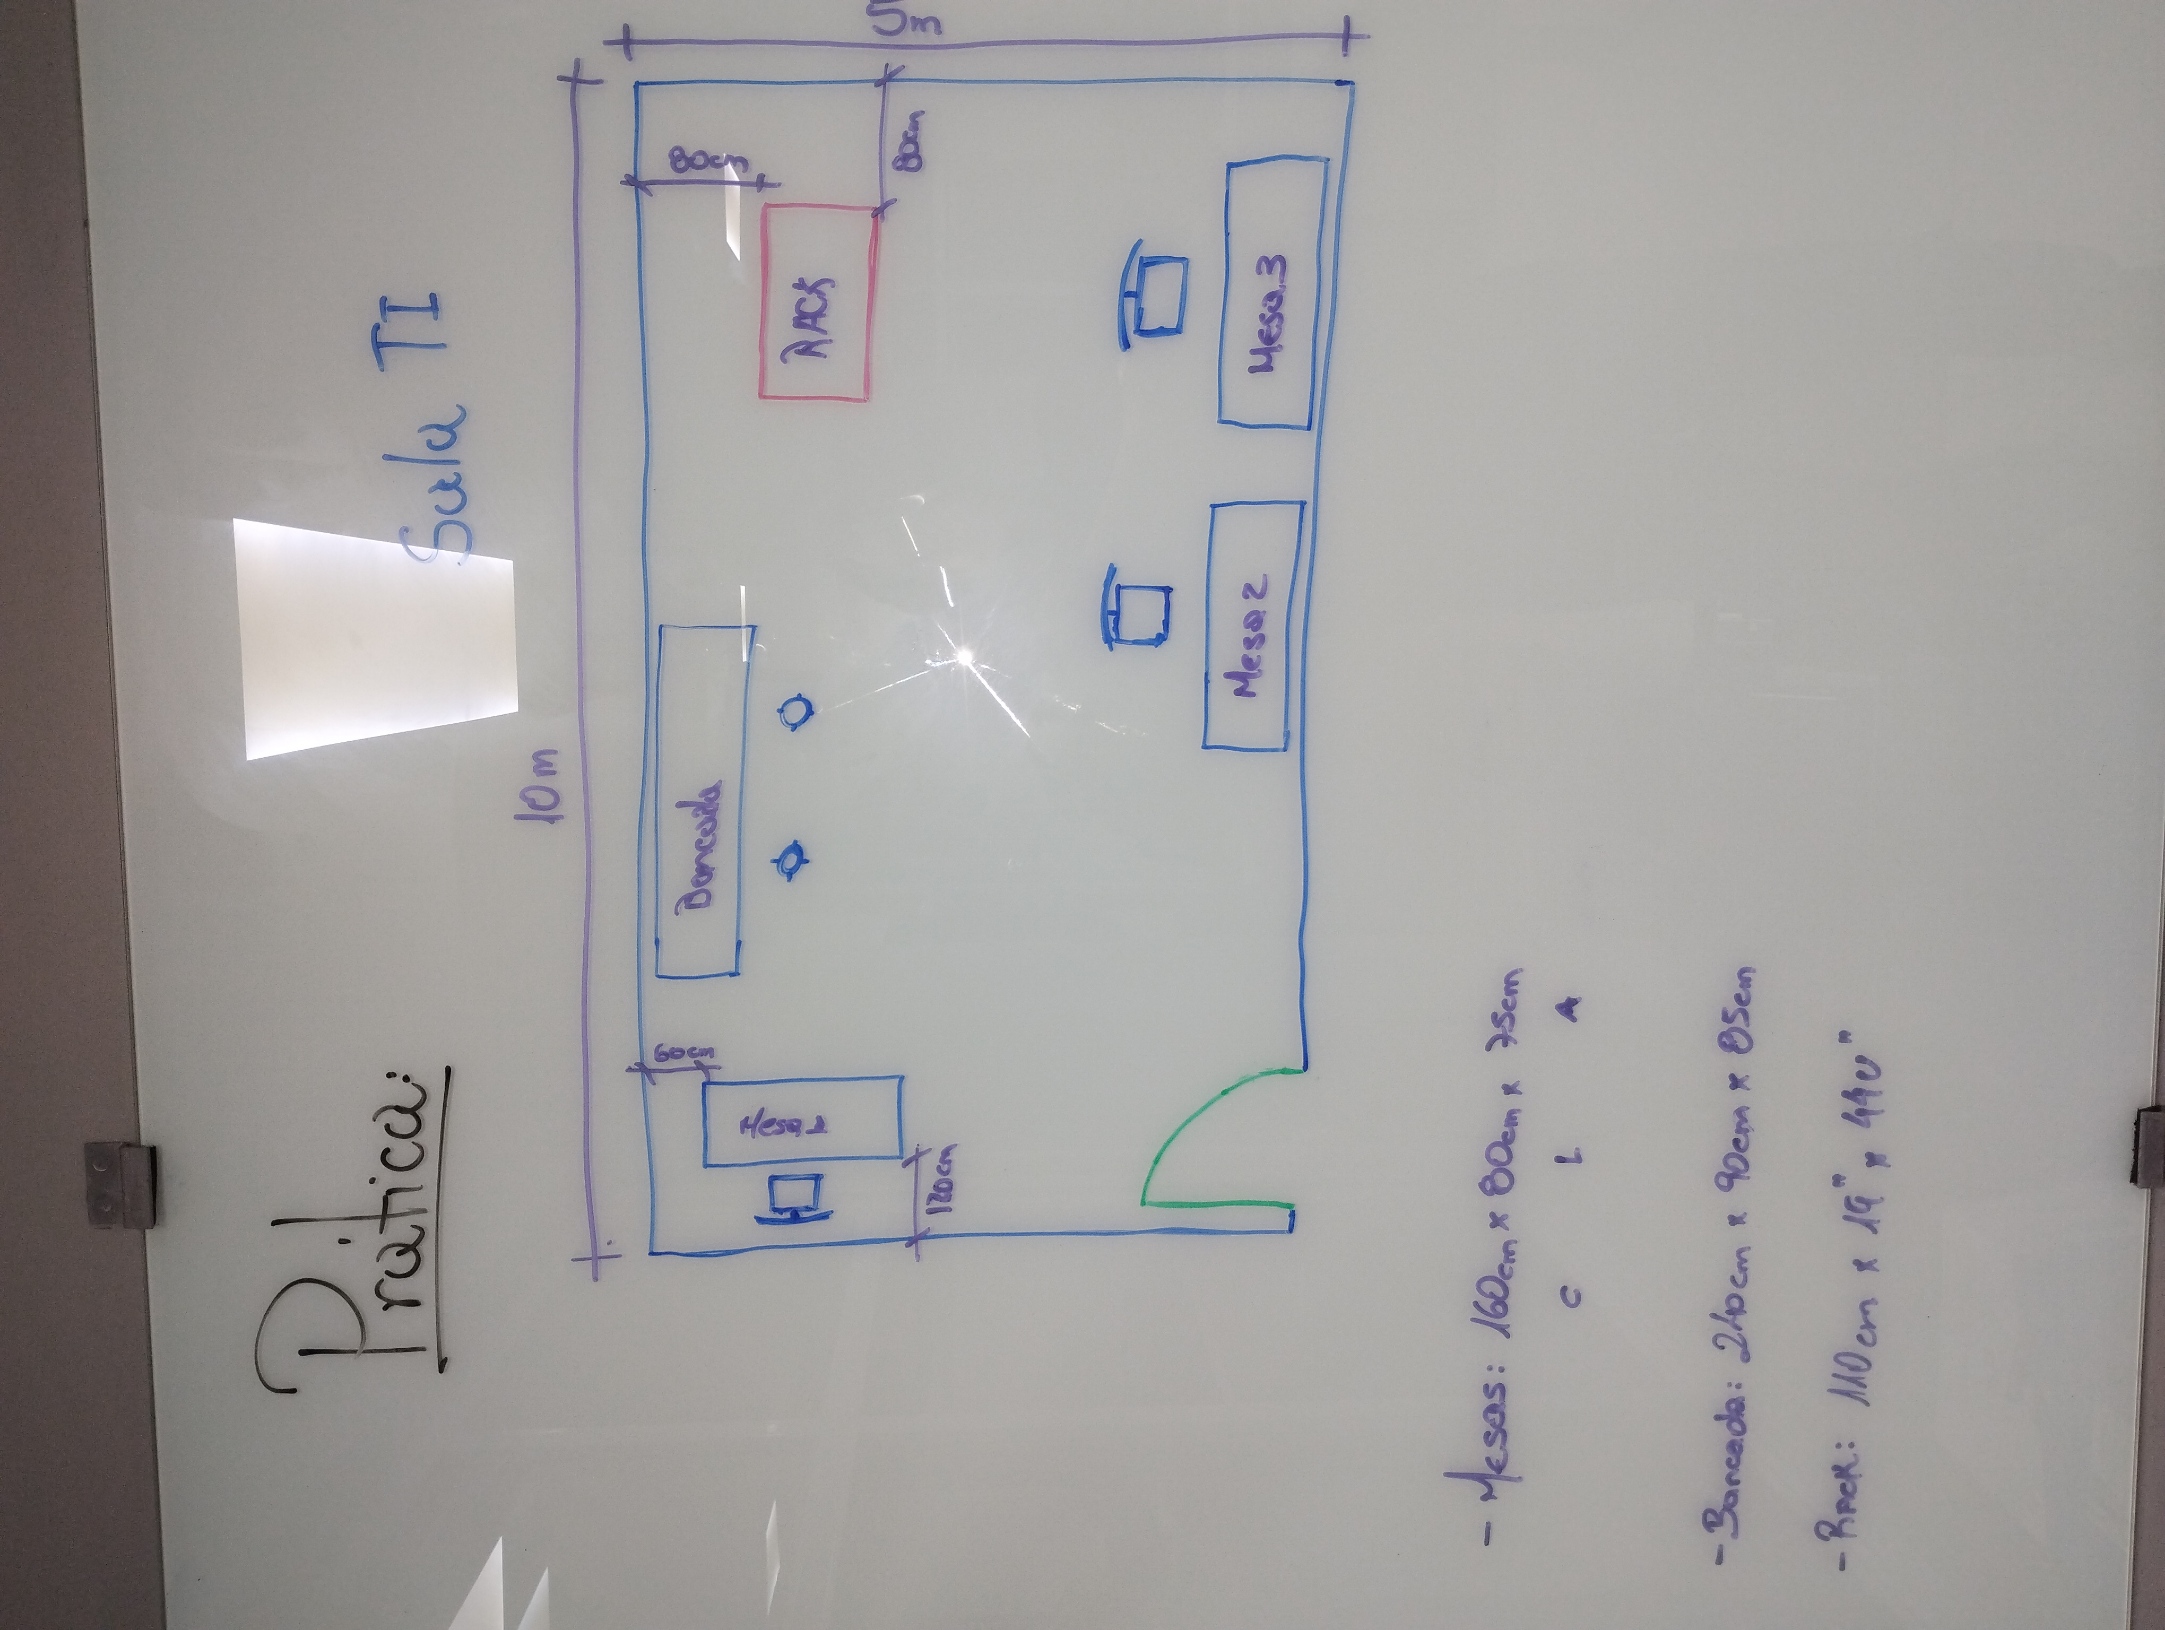 Prática:
Sala TI
10m
60cm
Bancada
80cm
Mesa 1
RACK
5m
80cm
120cm
Mesa 2
Mesa 3
- Mesas: 160cm x 80cm x 75cm
C L A
- Bancada: 240cm x 90cm x 85cm
- Rack: 110cm x 19" x 44U"